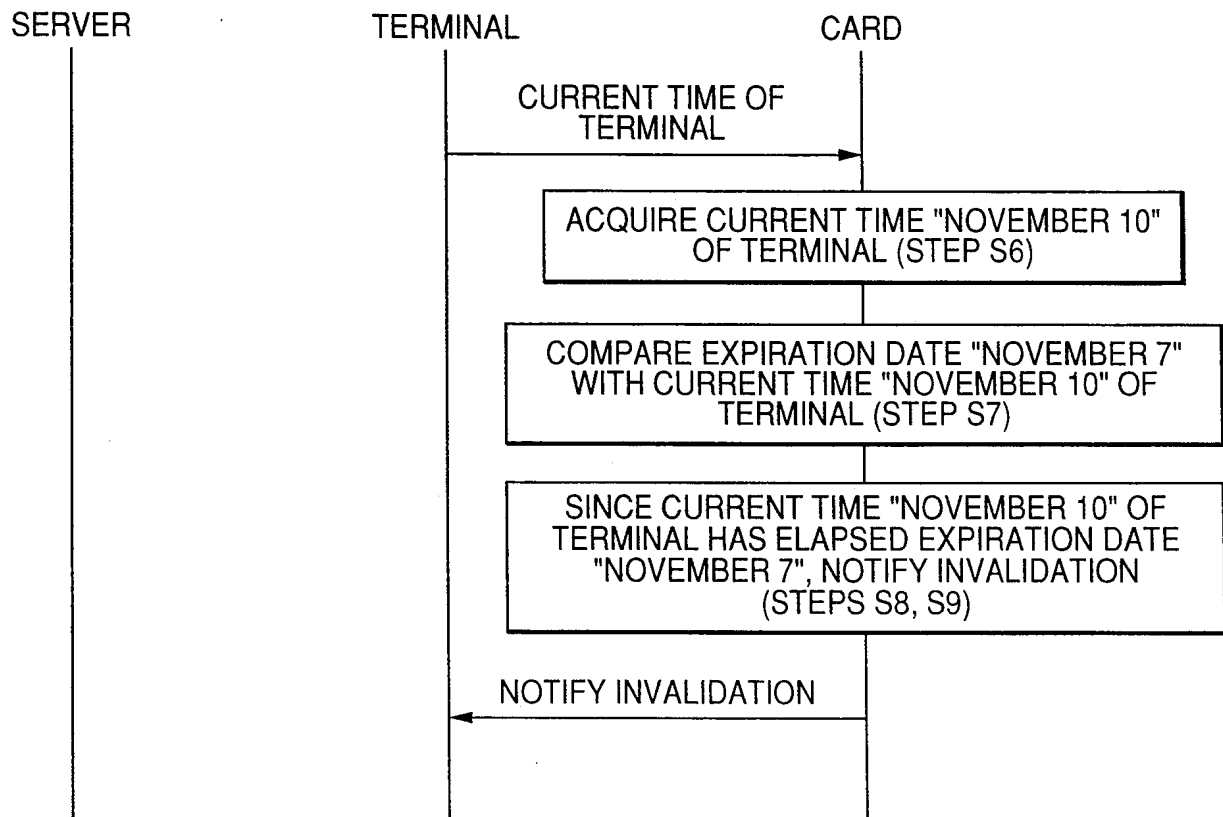 SERVER
TERMINAL
CARD
CURRENT TIME OF
TERMINAL
ACQUIRE CURRENT TIME "NOVEMBER 10"
OF TERMINAL (STEP S6)
COMPARE EXPIRATION DATE "NOVEMBER 7"
WITH CURRENT TIME "NOVEMBER 10" OF
TERMINAL (STEP S7)
SINCE CURRENT TIME "NOVEMBER 10" OF
TERMINAL HAS ELAPSED EXPIRATION DATE
"NOVEMBER 7", NOTIFY INVALIDATION
(STEPS S8, S9)
NOTIFY INVALIDATION